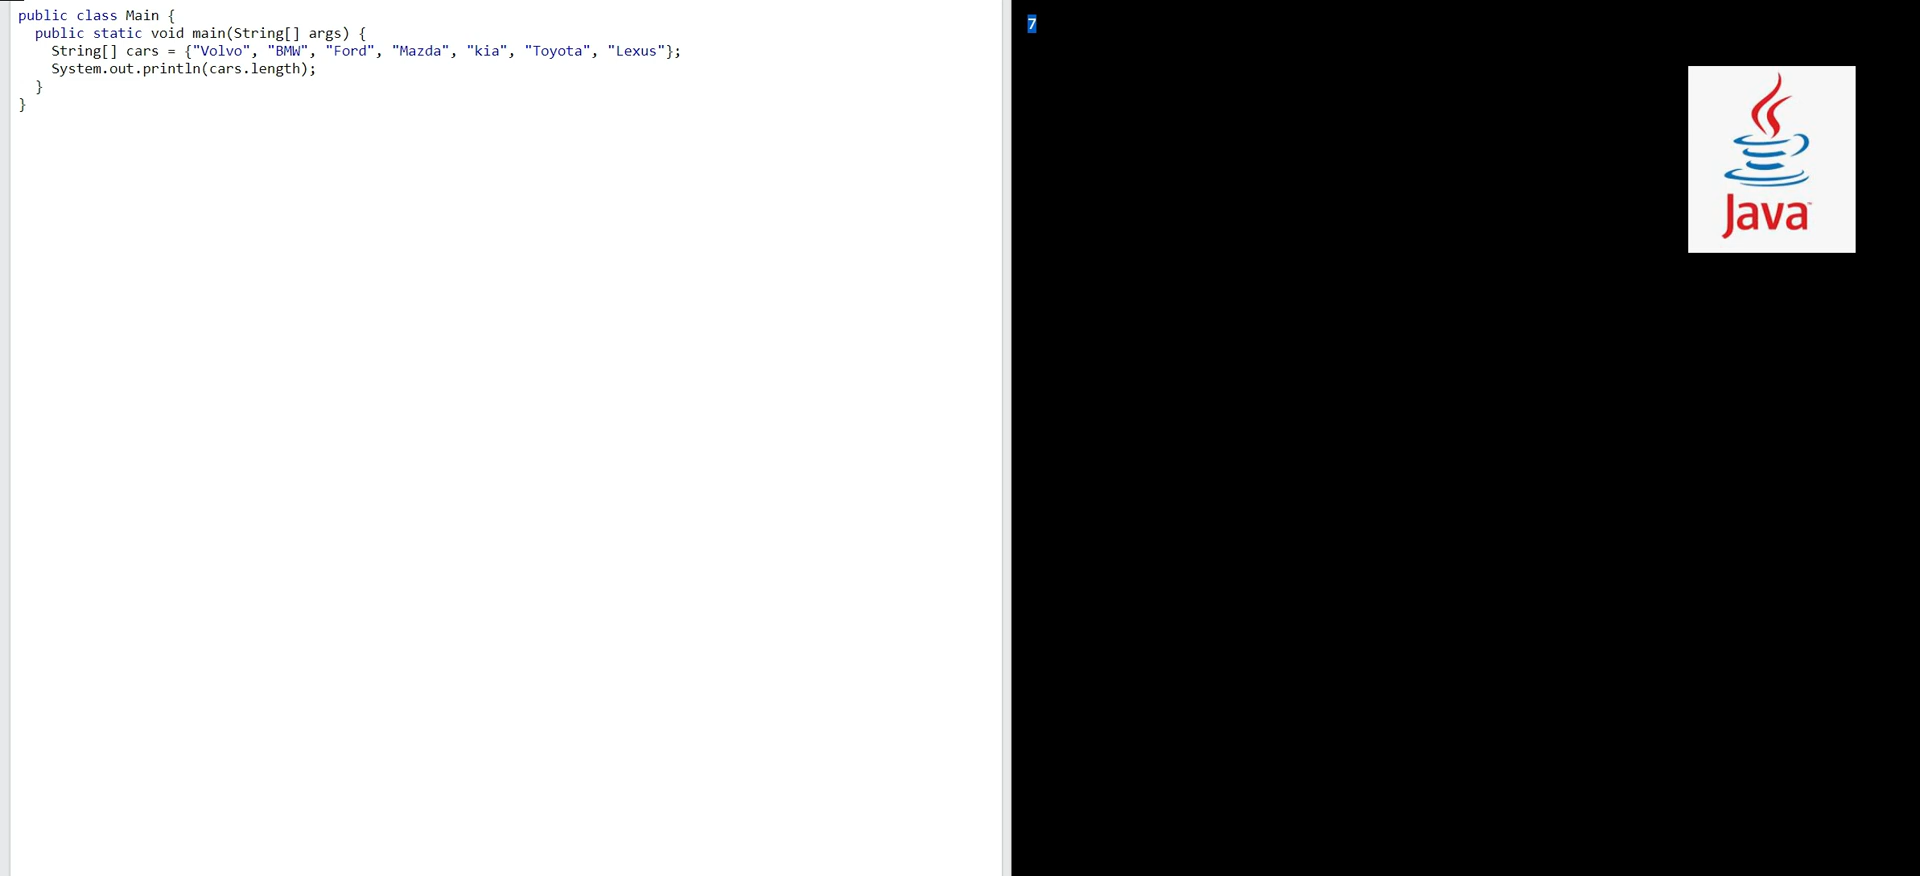 public class Main {
  public static void main(String[] args) {
    String[] cars = {"Volvo", "BMW", "Ford", "Mazda", "kia", "Toyota", "Lexus"};
    System.out.println(cars.length);
  }
}
7
Java™